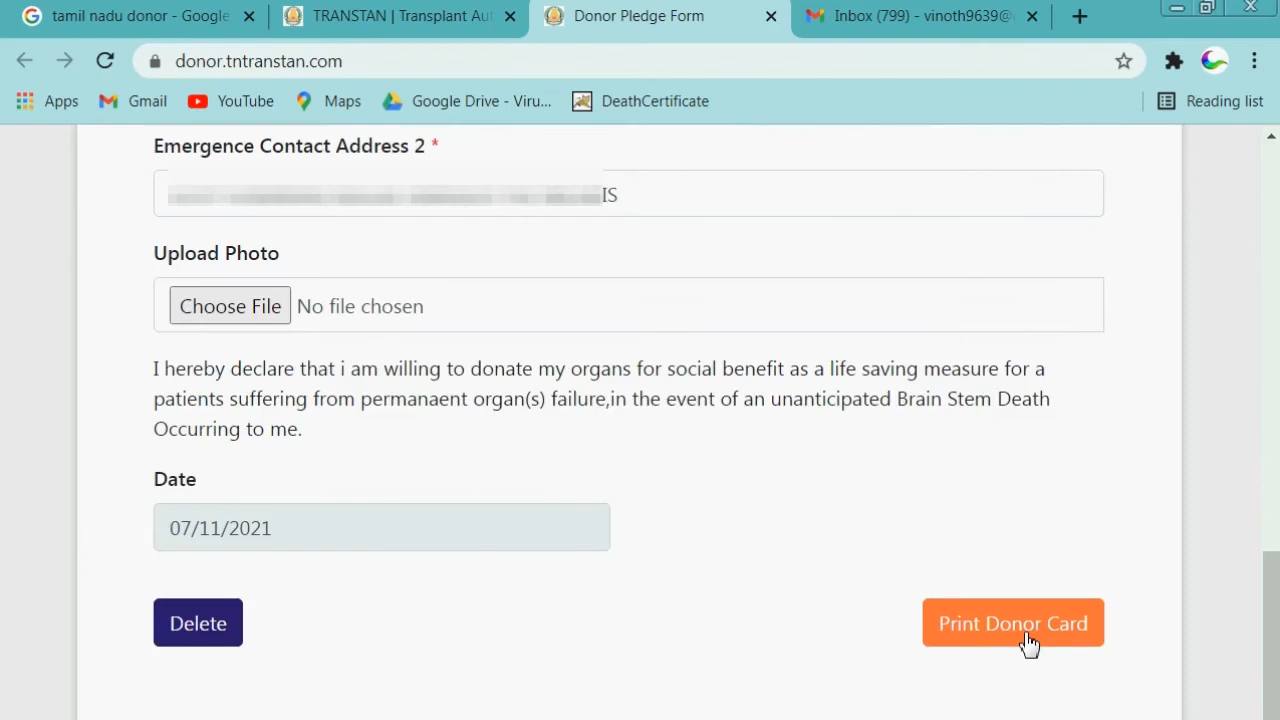 tamil nadu donor - Google
TRANSTAN | Transplant Aut
Donor Pledge Form
Inbox (799) - vinoth9639@
donor.tntranstan.com
Apps
Gmail
YouTube
Maps
Google Drive - Viru...
DeathCertificate
Reading list
Emergence Contact Address 2 *
IS
Upload Photo
Choose File No file chosen
I hereby declare that i am willing to donate my organs for social benefit as a life saving measure for a
patients suffering from permanaent organ(s) failure,in the event of an unanticipated Brain Stem Death
Occurring to me.
Date
07/11/2021
Delete
Print Donor Card